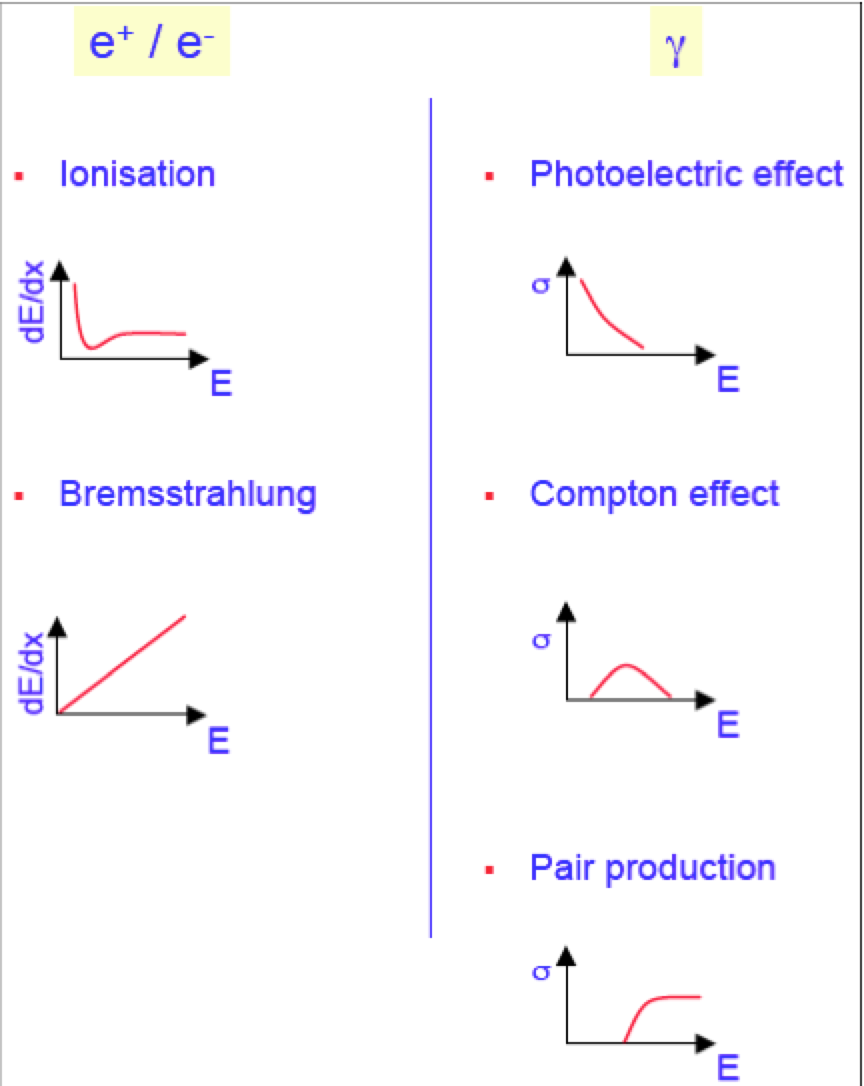 e⁺ / e⁻
Ionisation
dE/dx
E
Bremsstrahlung
dE/dx
E
γ
Photoelectric effect
σ
E
Compton effect
σ
E
Pair production
σ
E